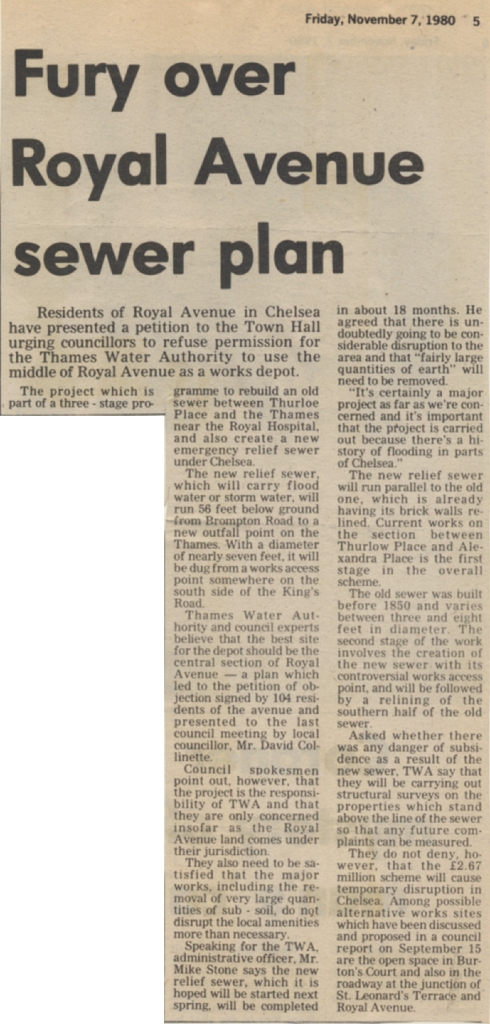 Friday, November 7, 1980 5
Fury over
Royal Avenue
sewer plan
Residents of Royal Avenue in Chelsea
have presented a petition to the Town Hall
urging councillors to refuse permission for
the Thames Water Authority to use the
middle of Royal Avenue as a works depot.
The project which is
part of a three - stage pro-
gramme to rebuild an old
sewer between Thurloe
Place and the Thames
near the Royal Hospital,
and also create a new
emergency relief sewer
under Chelsea.
The new relief sewer,
which will carry flood
water or storm water, will
run 56 feet below ground
from Brompton Road to a
new outfall point on the
Thames. With a diameter
of nearly seven feet, it will
be dug from a works access
point somewhere on the
south side of the King's
Road.
Thames Water Aut-
hority and council experts
believe that the best site
for the depot should be the
central section of Royal
Avenue — a plan which
led to the petition of ob-
jection signed by 104 resi-
dents of the avenue and
presented to the last
council meeting by local
councillor, Mr. David Col-
linette.
Council spokesmen
point out, however, that
the project is the responsi-
bility of TWA and that
they are only concerned
insofar as the Royal
Avenue land comes under
their jurisdiction.
They also need to be sa-
tisfied that the major
works, including the re-
moval of very large quan-
tities of sub - soil, do not
disrupt the local amenities
more than necessary.
Speaking for the TWA,
administrative officer, Mr.
Mike Stone says the new
relief sewer, which it is
hoped will be started next
spring, will be completed
in about 18 months. He
agreed that there is un-
doubtedly going to be con-
siderable disruption to the
area and that "fairly large
quantities of earth" will
need to be removed.
"It's certainly a major
project as far as we're con-
cerned and it's important
that the project is carried
out because there's a hi-
story of flooding in parts
of Chelsea."
The new relief sewer
will run parallel to the old
one, which is already
having its brick walls re-
lined. Current works on
the section between
Thurlow Place and Ale-
xandra Place is the first
stage in the overall
scheme.
The old sewer was built
before 1850 and varies
between three and eight
feet in diameter. The
second stage of the work
involves the creation of
the new sewer with its
controversial works access
point, and will be followed
by a relining of the
southern half of the old
sewer.
Asked whether there
was any danger of subsi-
dence as a result of the
new sewer, TWA say that
they will be carrying out
structural surveys on the
properties which stand
above the line of the sewer
so that any future com-
plaints can be measured.
They do not deny, ho-
wever, that the £2.67
million scheme will cause
temporary disruption in
Chelsea. Among possible
alternative works sites
which have been discussed
and proposed in a council
report on September 15
are the open space in Bur-
ton's Court and also in the
roadway at the junction of
St. Leonard's Terrace and
Royal Avenue.